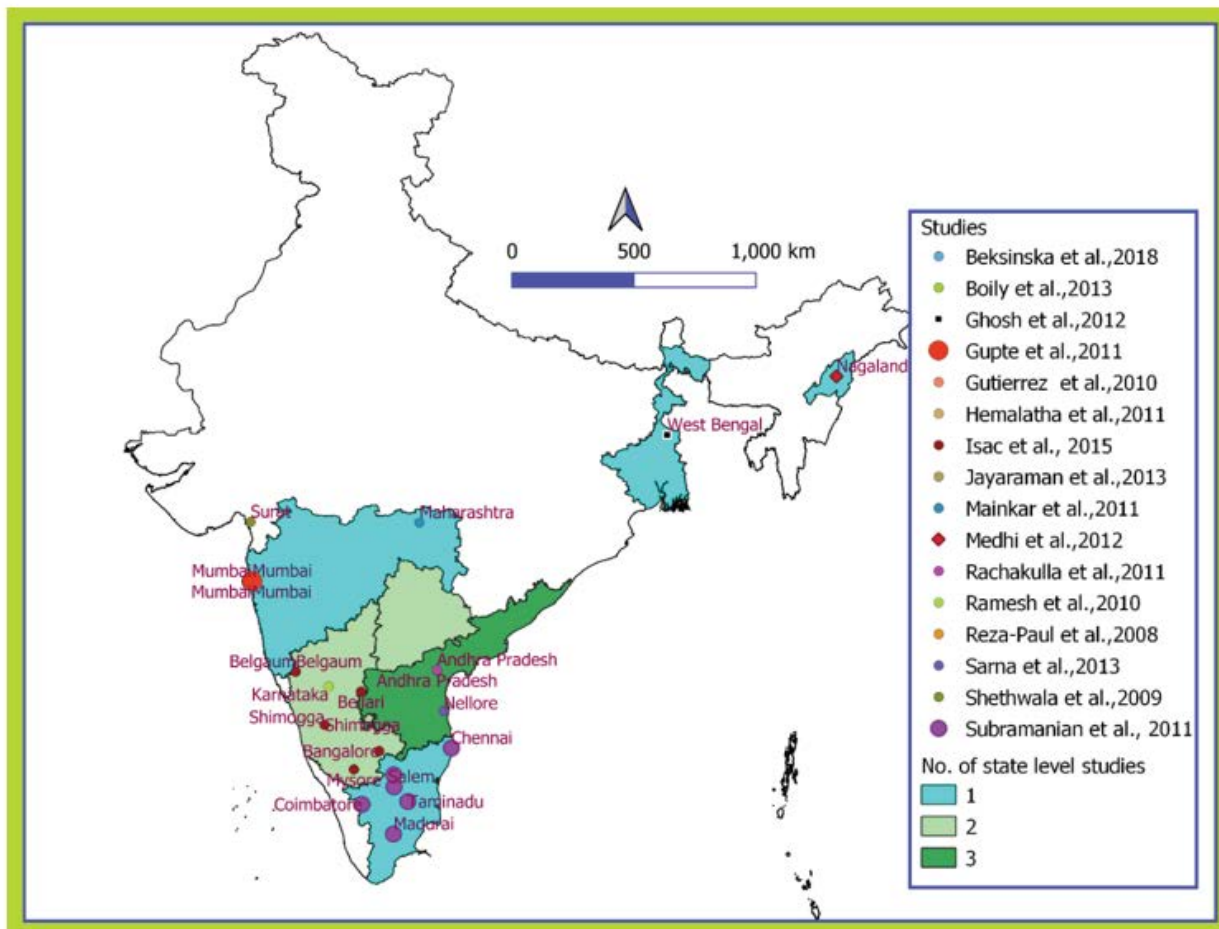 0 500 1,000 km
Studies
Beksinska et al.,2018
Boily et al.,2013
Ghosh et al.,2012
Gupte et al.,2011
Gutierrez et al.,2010
Hemalatha et al.,2011
Isac et al., 2015
Jayaraman et al.,2013
Mainkar et al.,2011
Medhi et al.,2012
Rachakulla et al.,2011
Ramesh et al.,2010
Reza-Paul et al.,2008
Sarna et al.,2013
Shethwala et al.,2009
Subramanian et al., 2011
No. of state level studies
1
2
3
Nagaland
West Bengal
Surat
Maharashtra
Mumbai Mumbai
Mumbai Mumbai
Belgaum Belgaum
Andhra Pradesh
Andhra Pradesh
Karnataka
Bellari
Nellore
Shimogga
Shimogga
Chennai
Bangalore
Mysore
Salem
Coimbatore
Taminadu
Madurai